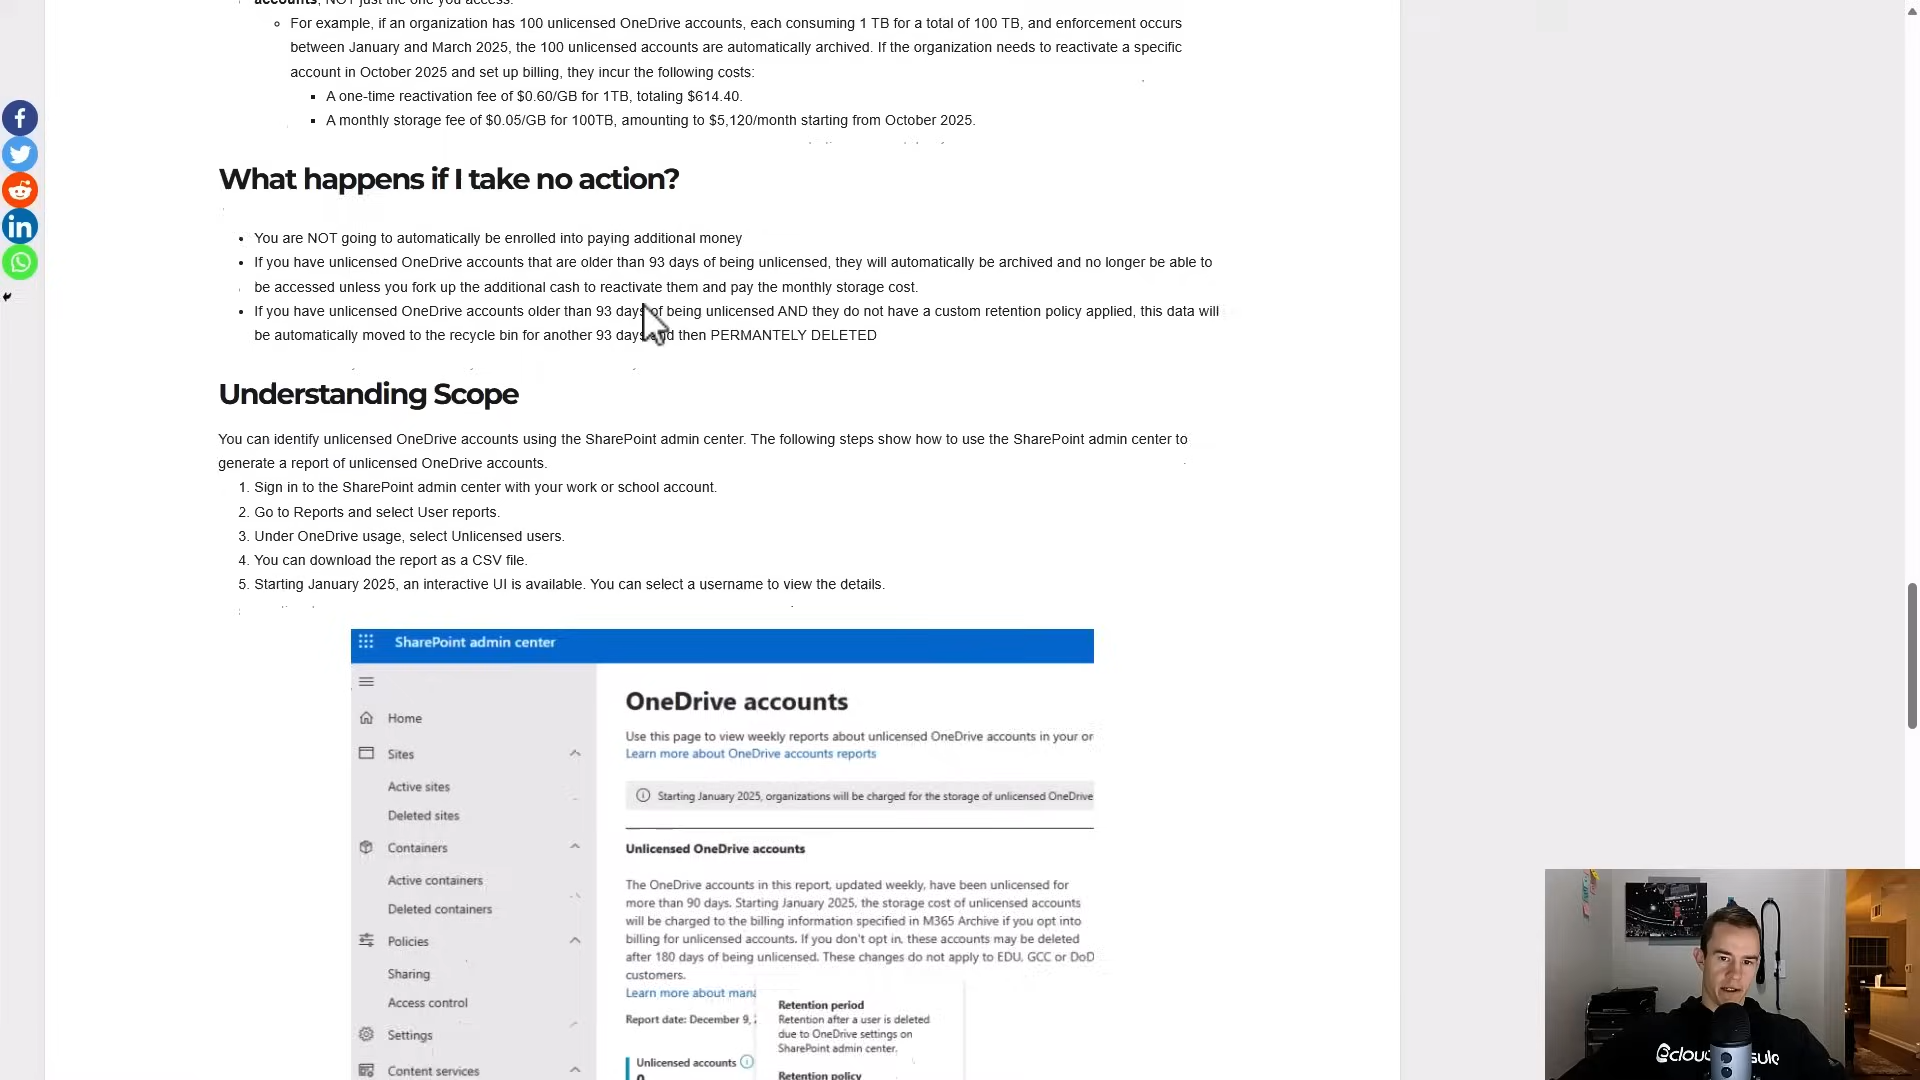 accounts, NOT just the one you access.
For example, if an organization has 100 unlicensed OneDrive accounts, each consuming 1 TB for a total of 100 TB, and enforcement occurs
between January and March 2025, the 100 unlicensed accounts are automatically archived. If the organization needs to reactivate a specific
account in October 2025 and set up billing, they incur the following costs:
A one-time reactivation fee of $0.60/GB for 1TB, totaling $614.40.
A monthly storage fee of $0.05/GB for 100TB, amounting to $5,120/month starting from October 2025.
What happens if I take no action?
You are NOT going to automatically be enrolled into paying additional money
If you have unlicensed OneDrive accounts that are older than 93 days of being unlicensed, they will automatically be archived and no longer be able to
be accessed unless you fork up the additional cash to reactivate them and pay the monthly storage cost.
If you have unlicensed OneDrive accounts older than 93 days of being unlicensed AND they do not have a custom retention policy applied, this data will
be automatically moved to the recycle bin for another 93 days and then PERMANTELY DELETED
Understanding Scope
You can identify unlicensed OneDrive accounts using the SharePoint admin center. The following steps show how to use the SharePoint admin center to
generate a report of unlicensed OneDrive accounts.
1. Sign in to the SharePoint admin center with your work or school account.
2. Go to Reports and select User reports.
3. Under OneDrive usage, select Unlicensed users.
4. You can download the report as a CSV file.
5. Starting January 2025, an interactive UI is available. You can select a username to view the details.
SharePoint admin center
Home
Sites
Active sites
Deleted sites
Containers
Active containers
Deleted containers
Policies
Sharing
Access control
Settings
Content services
OneDrive accounts
Use this page to view weekly reports about unlicensed OneDrive accounts in your or
Learn more about OneDrive accounts reports
Starting January 2025, organizations will be charged for the storage of unlicensed OneDrive
Unlicensed OneDrive accounts
The OneDrive accounts in this report, updated weekly, have been unlicensed for
more than 90 days. Starting January 2025, the storage cost of unlicensed accounts
will be charged to the billing information specified in M365 Archive if you opt into
billing for unlicensed accounts. If you don't opt in, these accounts may be deleted
after 180 days of being unlicensed. These changes do not apply to EDU, GCC or DoD
customers.
Learn more about mana
Report date: December 9, 
Unlicensed accounts
0
Retention period
Retention after a user is deleted
due to OneDrive settings on
SharePoint admin center.
Retention policy